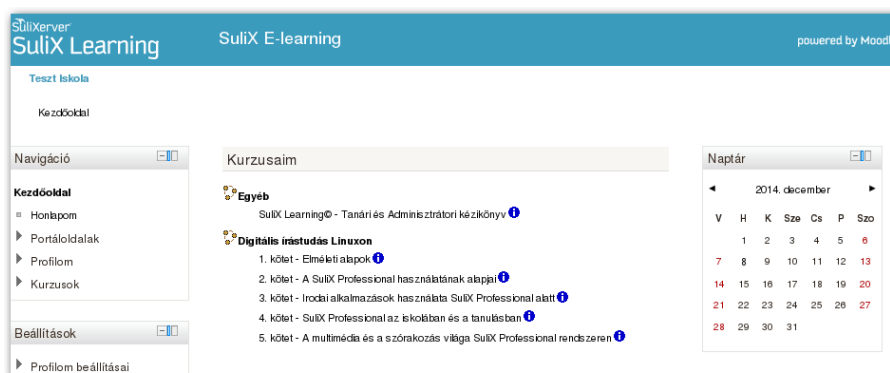 SuliXerver
SuliX Learning
SuliX E-learning
powered by Moodl
Teszt Iskola
Kezdőoldal
Navigáció
Kezdőoldal
Honlapom
Portáloldalak
Profilom
Kurzusok
Beállítások
Profilom beállításai
Kurzusaim
Egyéb
SuliX Learning© - Tanári és Adminisztrátori kézikönyv
Digitális írástudás Linuxon
1. kötet - Elméleti alapok
2. kötet - A SuliX Professional használatának alapjai
3. kötet - Irodai alkalmazások használata SuliX Professional alatt
4. kötet - SuliX Professional az iskolában és a tanulásban
5. kötet - A multimédia és a szórakozás világa SuliX Professional rendszeren
Naptár
◄ 2014. december ►
V H K Sze Cs P Szo
1 2 3 4 5 6
7 8 9 10 11 12 13
14 15 16 17 18 19 20
21 22 23 24 25 26 27
28 29 30 31